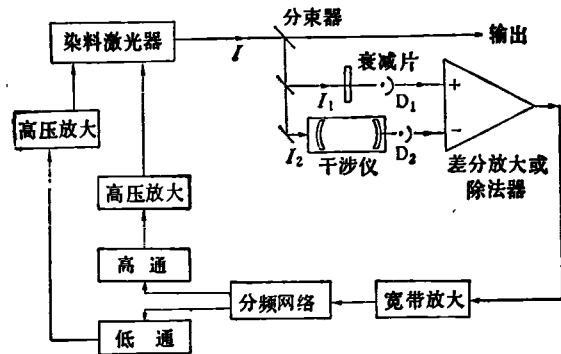 分束器
染料激光器
I
输出
衰减片
I₁
D₁
+
高压放大
I₂
D₂
−
干涉仪
差分放大或
除法器
高压放大
高 通
分频网络
宽带放大
低 通